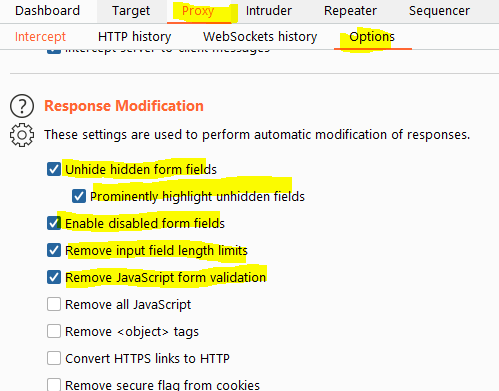 Dashboard Target Proxy Intruder Repeater Sequencer
Intercept HTTP history WebSockets history Options
Intercept server to client messages
Response Modification
These settings are used to perform automatic modification of responses.
Unhide hidden form fields
Prominently highlight unhidden fields
Enable disabled form fields
Remove input field length limits
Remove JavaScript form validation
Remove all JavaScript
Remove <object> tags
Convert HTTPS links to HTTP
Remove secure flag from cookies